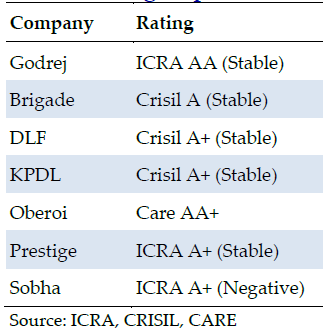 Company Rating
Godrej ICRA AA (Stable)
Brigade Crisil A (Stable)
DLF Crisil A+ (Stable)
KPDL Crisil A+ (Stable)
Oberoi Care AA+
Prestige ICRA A+ (Stable)
Sobha ICRA A+ (Negative)
Source: ICRA, CRISIL, CARE